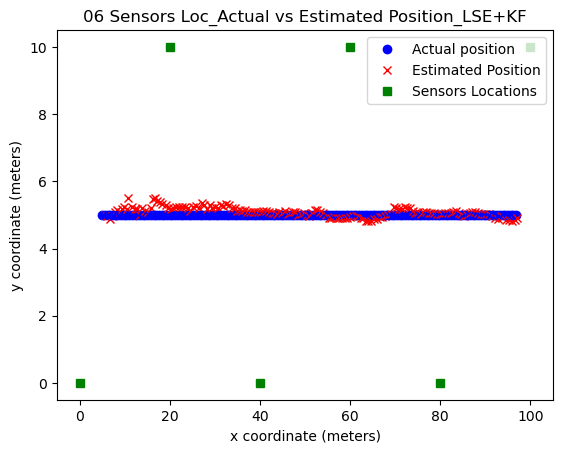 06 Sensors Loc_Actual vs Estimated Position_LSE+KF
Actual position
Estimated Position
Sensors Locations
y coordinate (meters)
10
8
6
4
2
0
0 20 40 60 80 100
x coordinate (meters)